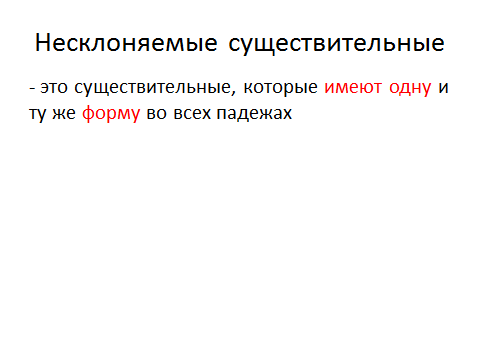 Несклоняемые существительные
- это существительные, которые имеют одну и
ту же форму во всех падежах